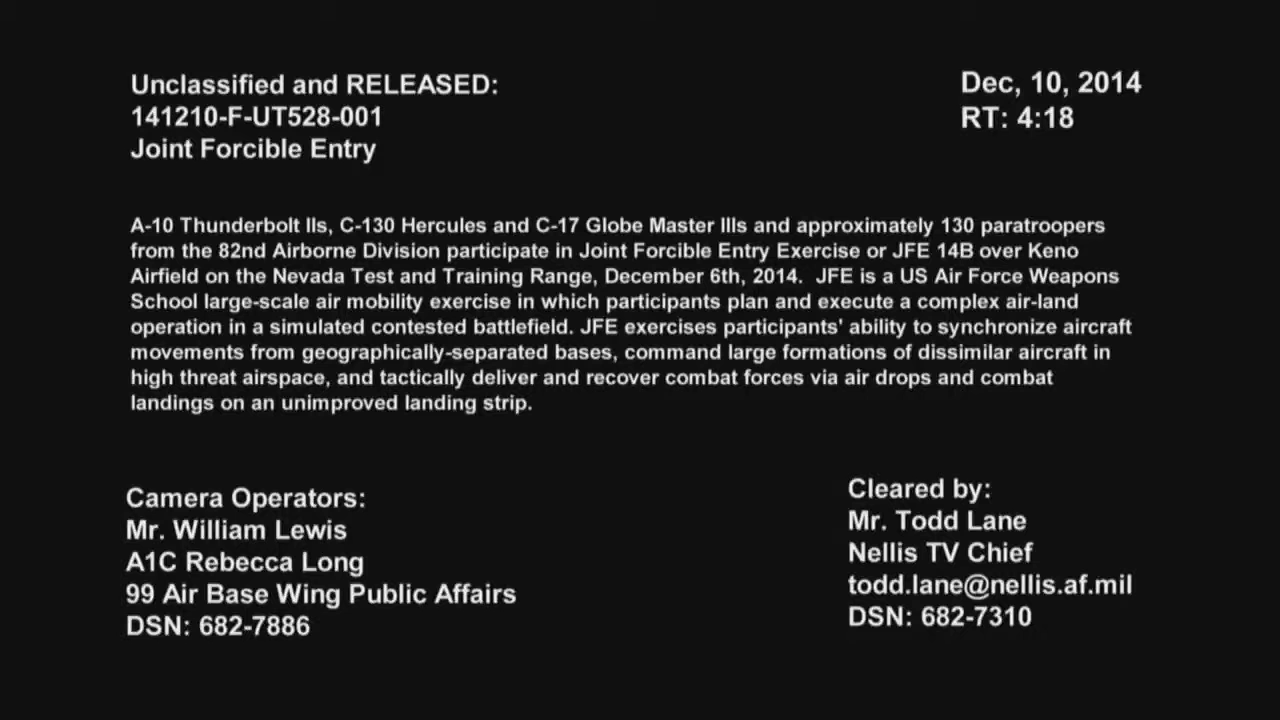 Unclassified and RELEASED:
141210-F-UT528-001
Joint Forcible Entry
Dec, 10, 2014
RT: 4:18
A-10 Thunderbolt IIs, C-130 Hercules and C-17 Globe Master IIIs and approximately 130 paratroopers
from the 82nd Airborne Division participate in Joint Forcible Entry Exercise or JFE 14B over Keno
Airfield on the Nevada Test and Training Range, December 6th, 2014.  JFE is a US Air Force Weapons
School large-scale air mobility exercise in which participants plan and execute a complex air-land
operation in a simulated contested battlefield. JFE exercises participants' ability to synchronize aircraft
movements from geographically-separated bases, command large formations of dissimilar aircraft in
high threat airspace, and tactically deliver and recover combat forces via air drops and combat
landings on an unimproved landing strip.
Camera Operators:
Mr. William Lewis
A1C Rebecca Long
99 Air Base Wing Public Affairs
DSN: 682-7886
Cleared by:
Mr. Todd Lane
Nellis TV Chief
todd.lane@nellis.af.mil
DSN: 682-7310